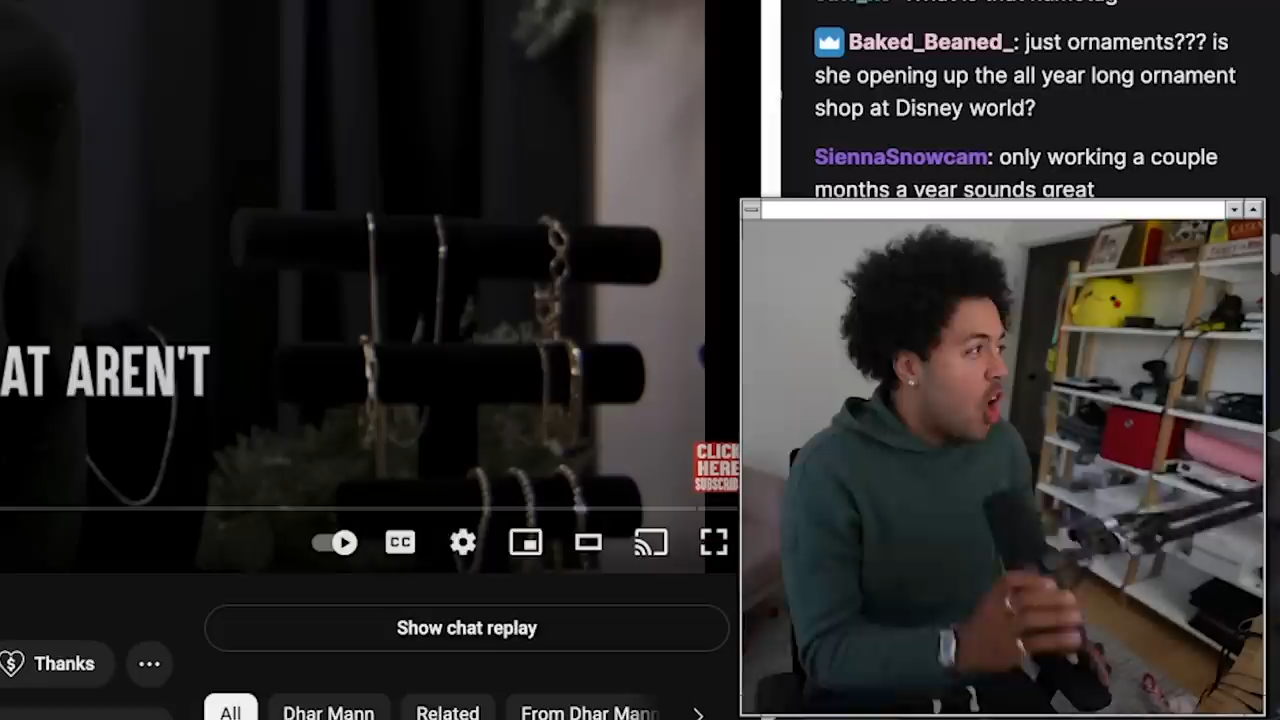 Baked_Beaned_: just ornaments??? is
she opening up the all year long ornament
shop at Disney world?
SiennaSnowcam: only working a couple
months a year sounds great
AT AREN'T
CLICK
HERE
SUBSCRIB
CC
Show chat replay
Thanks
All
Dhar Mann
Related
From Dhar Mann